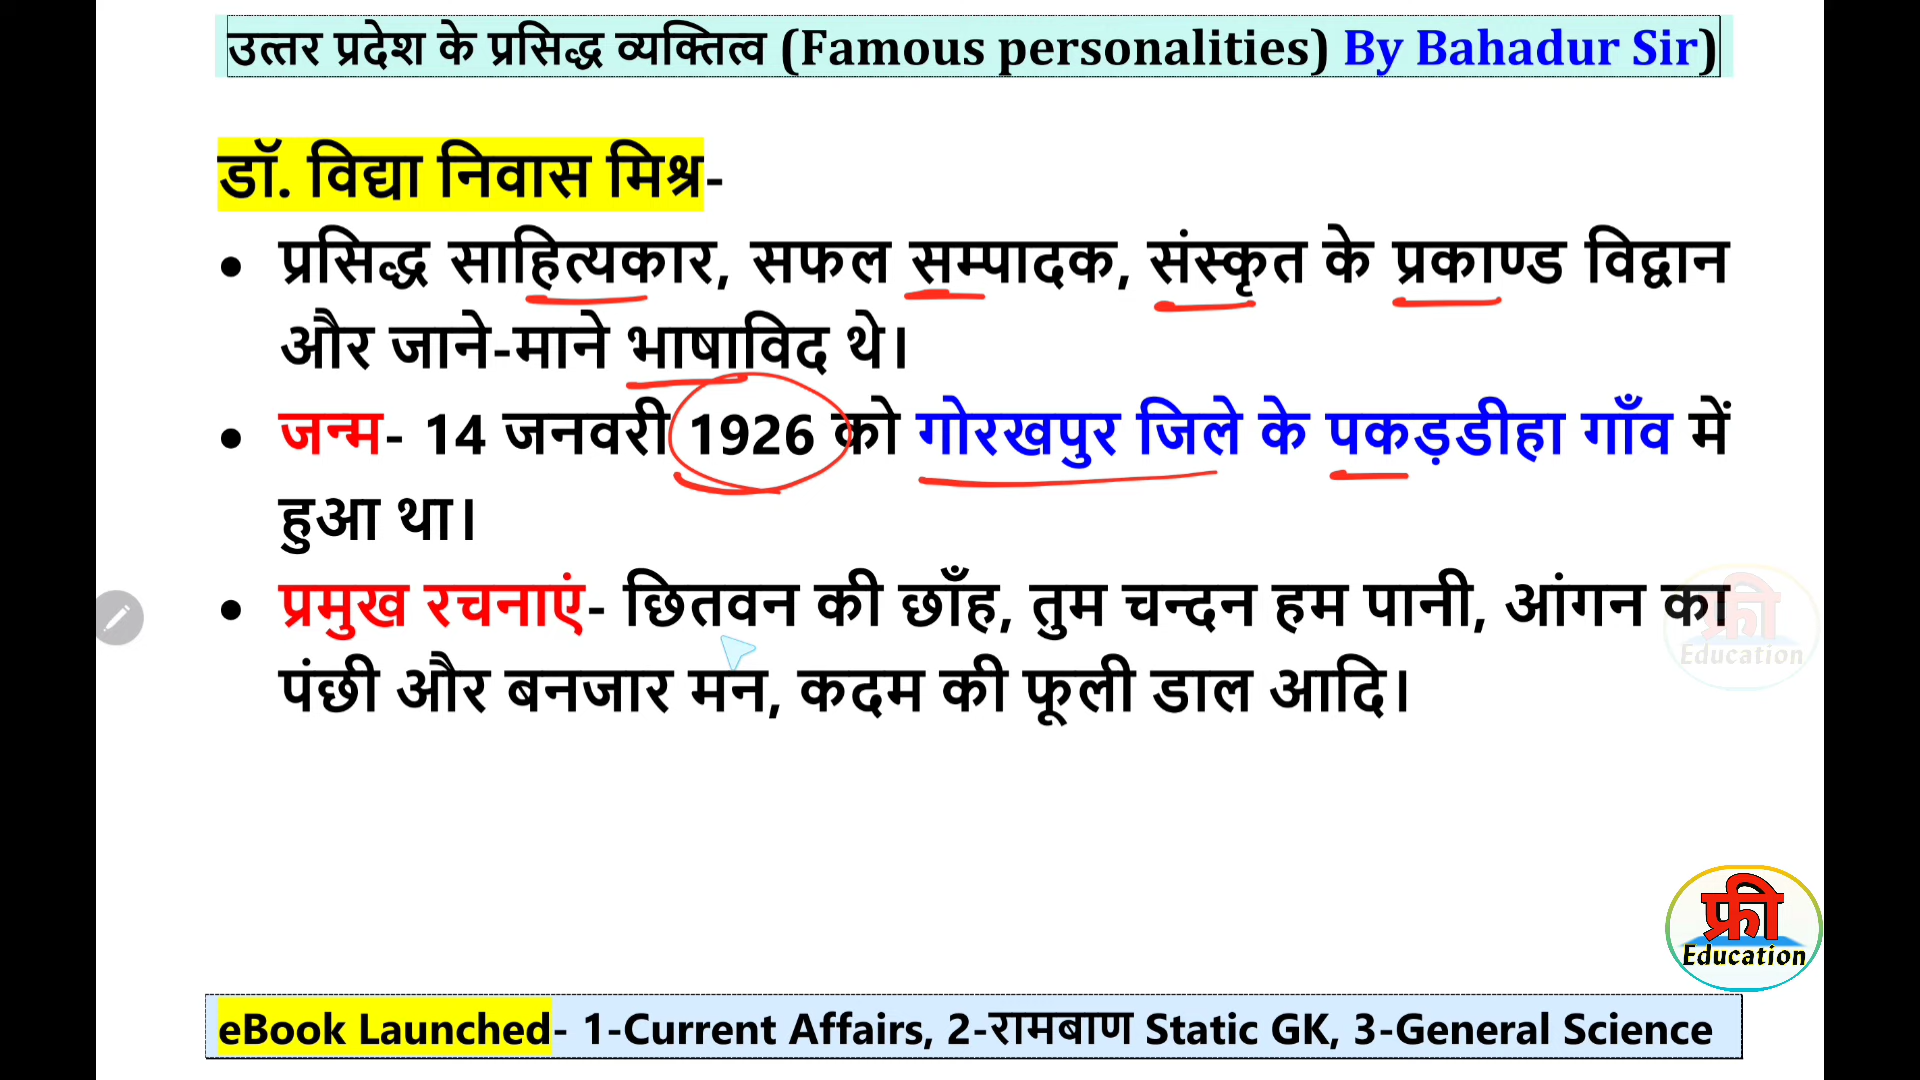 उत्तर प्रदेश के प्रसिद्ध व्यक्तित्व (Famous personalities) By Bahadur Sir)
डॉ. विद्या निवास मिश्र-
• प्रसिद्ध साहित्यकार, सफल सम्पादक, संस्कृत के प्रकाण्ड विद्वान
और जाने-माने भाषाविद थे।
• जन्म- 14 जनवरी 1926 को गोरखपुर जिले के पकड़डीहा गाँव में
हुआ था।
• प्रमुख रचनाएं- छितवन की छाँह, तुम चन्दन हम पानी, आंगन का
पंछी और बनजार मन, कदम की फूली डाल आदि।
फ्री
Education
फ्री
Education
eBook Launched- 1-Current Affairs, 2-रामबाण Static GK, 3-General Science